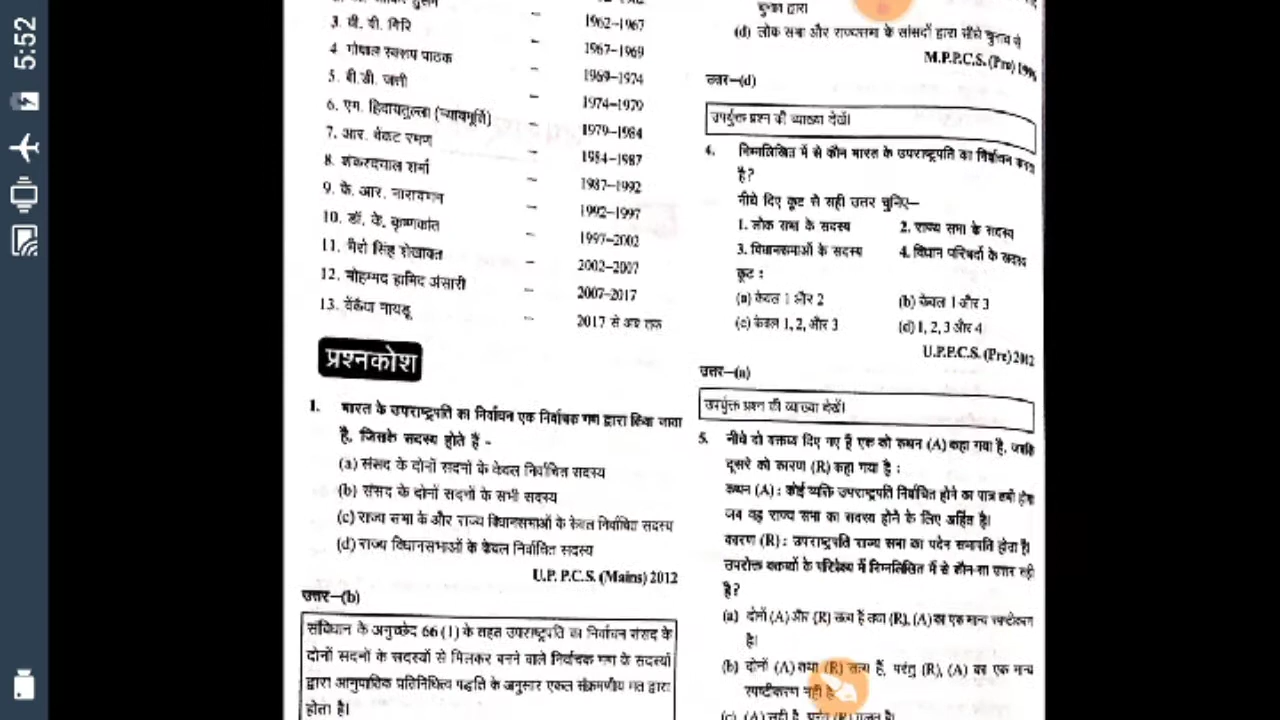 5:52
3. वी. वी. गिरि – 1962–1967
4. गोपाल स्वरूप पाठक – 1967–1969
5. बी.डी. जत्ती – 1969–1974
6. एम. हिदायतुल्ला (न्यायमूर्ति) – 1974–1979
7. आर. वेंकट रमण – 1979–1984
8. शंकरदयाल शर्मा – 1984–1987
9. के. आर. नारायणन – 1987–1992
10. डॉ. के. कृष्णकांत – 1992–1997
11. भैरो सिंह शेखावत – 1997–2002
12. मोहम्मद हामिद अंसारी – 2002–2007
13. वेंकैया नायडू – 2007–2017
– 2017 से अब तक
प्रश्नकोश
1. भारत के उपराष्ट्रपति का निर्वाचन एक निर्वाचक गण द्वारा किया जाता
है, जिसके सदस्य होते हैं -
(a) संसद के दोनों सदनों के केवल निर्वाचित सदस्य
(b) संसद के दोनों सदनों के सभी सदस्य
(c) राज्य सभा के और राज्य विधानसभाओं के केवल निर्वाचित सदस्य
(d) राज्य विधानसभाओं के केवल निर्वाचित सदस्य
U.P. P.C.S. (Mains) 2012
उत्तर—(b)
संविधान के अनुच्छेद 66 (1) के तहत उपराष्ट्रपति का निर्वाचन संसद के
दोनों सदनों के सदस्यों से मिलकर बनने वाले निर्वाचक गण के सदस्यों
द्वारा आनुपातिक प्रतिनिधित्व पद्धति के अनुसार एकल संक्रमणीय मत द्वारा
होता है।
चुनाव द्वारा
(d) लोक सभा और राज्यसभा के सांसदों द्वारा सीधे चुनाव से
M.P.P.C.S. (Pre)
उत्तर—(d)
उपर्युक्त प्रश्न की व्याख्या देखें।
4. निम्नलिखित में से कौन भारत के उपराष्ट्रपति का निर्वाचन करता
है?
नीचे दिए कूट से सही उत्तर चुनिए—
1. लोक सभा के सदस्य 2. राज्य सभा के सदस्य
3. विधानसभाओं के सदस्य 4. विधान परिषदों के सदस्य
कूट :
(a) केवल 1 और 2 (b) केवल 1 और 3
(c) केवल 1, 2, और 3 (d) 1, 2, 3 और 4
U.P.P.C.S. (Pre) 2012
उत्तर—(a)
उपर्युक्त प्रश्न की व्याख्या देखें।
5. नीचे दो वक्तव्य दिए गए हैं एक को कथन (A) कहा गया है, जबकि
दूसरे को कारण (R) कहा गया है :
कथन (A) : कोई व्यक्ति उपराष्ट्रपति निर्वाचित होने का पात्र तभी होगा
जब वह राज्य सभा का सदस्य होने के लिए अर्हित है।
कारण (R) : उपराष्ट्रपति राज्य सभा का पदेन सभापति होता है।
उपरोक्त वक्तव्यों के परिप्रेक्ष्य में निम्नलिखित में से कौन-सा उत्तर सही
है?
(a) दोनों (A) और (R) सत्य हैं तथा (R), (A) का एक मान्य स्पष्टीकरण
है।
(b) दोनों (A) तथा (R) सत्य हैं, परंतु (R), (A) का एक मान्य
स्पष्टीकरण नहीं है
(c) (A) सही है, परंतु (R) गलत है।